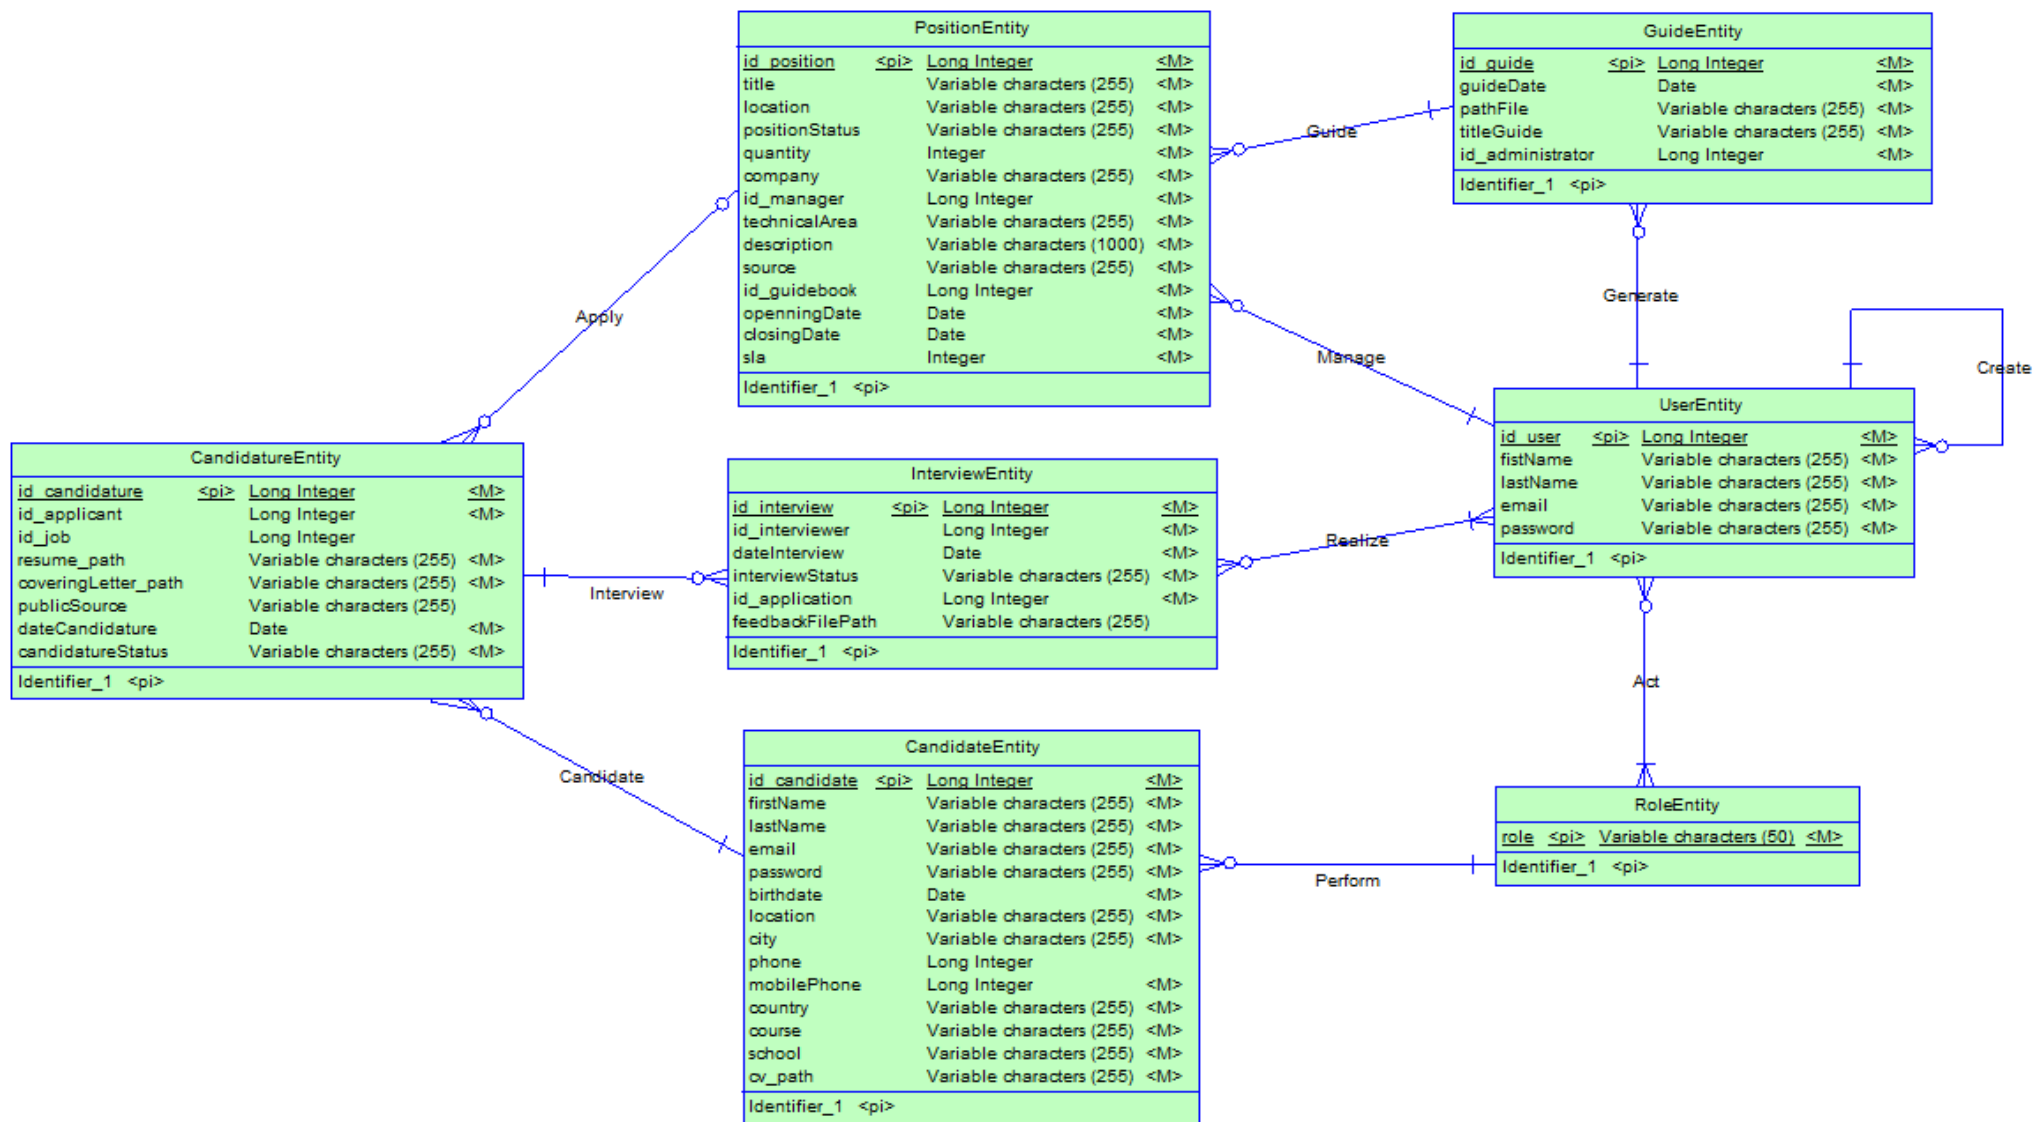 PositionEntity
id_position <pi> Long Integer <M>
title Variable characters (255) <M>
location Variable characters (255) <M>
positionStatus Variable characters (255) <M>
quantity Integer <M>
company Variable characters (255) <M>
id_manager Long Integer <M>
technicalArea Variable characters (255) <M>
description Variable characters (1000) <M>
source Variable characters (255) <M>
id_guidebook Long Integer <M>
openningDate Date <M>
closingDate Date <M>
sla Integer <M>
Identifier_1 <pi>
GuideEntity
id_guide <pi> Long Integer <M>
guideDate Date <M>
pathFile Variable characters (255) <M>
titleGuide Variable characters (255) <M>
id_administrator Long Integer <M>
Identifier_1 <pi>
Guide
Generate
Apply
Manage
Create
UserEntity
id_user <pi> Long Integer <M>
fistName Variable characters (255) <M>
lastName Variable characters (255) <M>
email Variable characters (255) <M>
password Variable characters (255) <M>
Identifier_1 <pi>
CandidatureEntity
id_candidature <pi> Long Integer <M>
id_applicant Long Integer <M>
id_job Long Integer
resume_path Variable characters (255) <M>
coveringLetter_path Variable characters (255) <M>
publicSource Variable characters (255)
dateCandidature Date <M>
candidatureStatus Variable characters (255) <M>
Identifier_1 <pi>
InterviewEntity
id_interview <pi> Long Integer <M>
id_interviewer Long Integer <M>
dateInterview Date <M>
interviewStatus Variable characters (255) <M>
id_application Long Integer <M>
feedbackFilePath Variable characters (255)
Identifier_1 <pi>
Realize
Interview
Act
Candidate
CandidateEntity
id_candidate <pi> Long Integer <M>
firstName Variable characters (255) <M>
lastName Variable characters (255) <M>
email Variable characters (255) <M>
password Variable characters (255) <M>
birthdate Date <M>
location Variable characters (255) <M>
city Variable characters (255) <M>
phone Long Integer
mobilePhone Long Integer <M>
country Variable characters (255) <M>
course Variable characters (255) <M>
school Variable characters (255) <M>
cv_path Variable characters (255) <M>
Identifier_1 <pi>
RoleEntity
role <pi> Variable characters (50) <M>
Identifier_1 <pi>
Perform